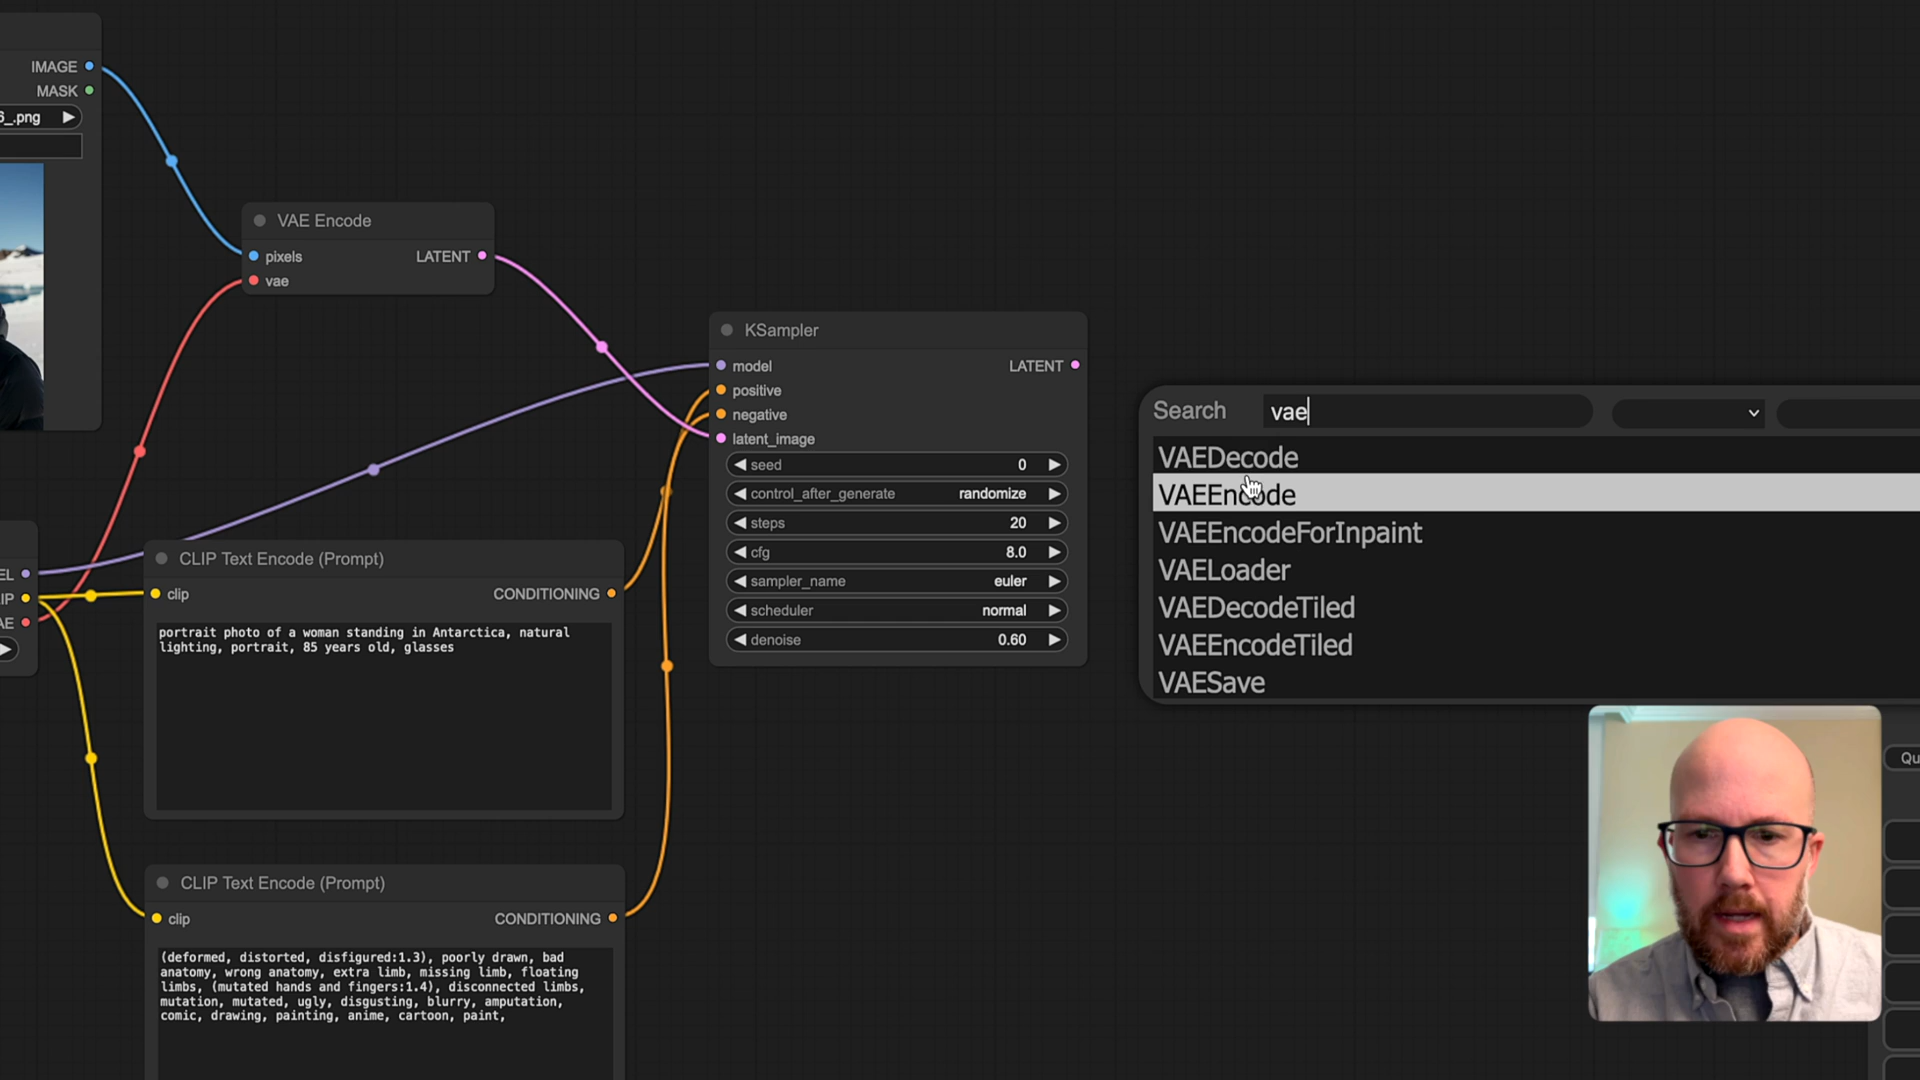 IMAGE
MASK
6_.png
VAE Encode
pixels
LATENT
vae
KSampler
model
LATENT
positive
negative
latent_image
seed
0
control_after_generate
randomize
steps
20
cfg
8.0
sampler_name
euler
scheduler
normal
denoise
0.60
Search
vae
VAEDecode
VAEEncode
VAEEncodeForInpaint
VAELoader
VAEDecodeTiled
VAEEncodeTiled
VAESave
EL
IP
AE
CLIP Text Encode (Prompt)
clip
CONDITIONING
portrait photo of a woman standing in Antarctica, natural
lighting, portrait, 85 years old, glasses
CLIP Text Encode (Prompt)
clip
CONDITIONING
(deformed, distorted, disfigured:1.3), poorly drawn, bad
anatomy, wrong anatomy, extra limb, missing limb, floating
limbs, (mutated hands and fingers:1.4), disconnected limbs,
mutation, mutated, ugly, disgusting, blurry, amputation,
comic, drawing, painting, anime, cartoon, paint,
Qu